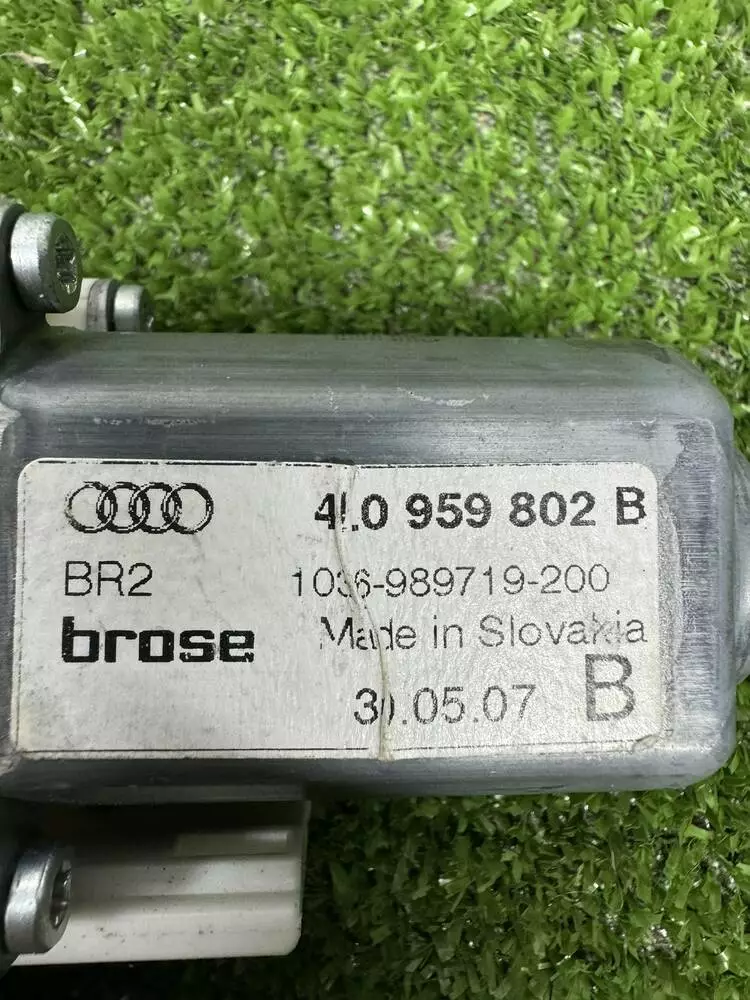 4L0 959 802 B
BR2 1036-989719-200
brose Made in Slovakia
30.05.07 B